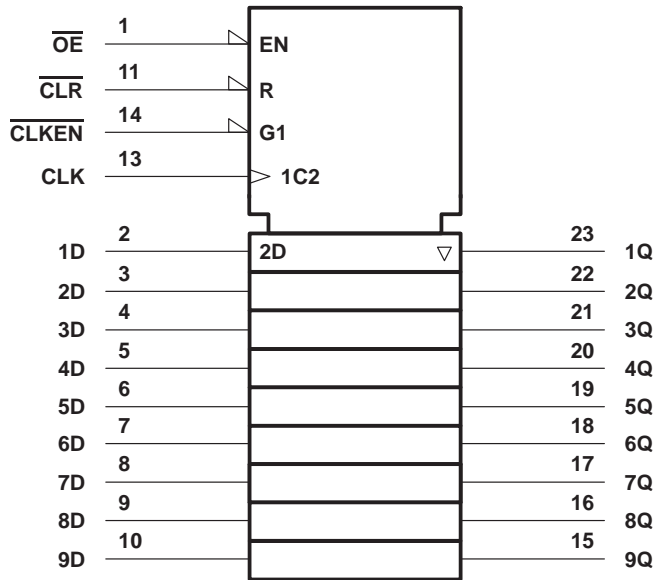 OE 1 EN
CLR 11 R
CLKEN 14 G1
CLK 13 1C2
1D 2 2D 23 1Q
2D 3 22 2Q
3D 4 21 3Q
4D 5 20 4Q
5D 6 19 5Q
6D 7 18 6Q
7D 8 17 7Q
8D 9 16 8Q
9D 10 15 9Q